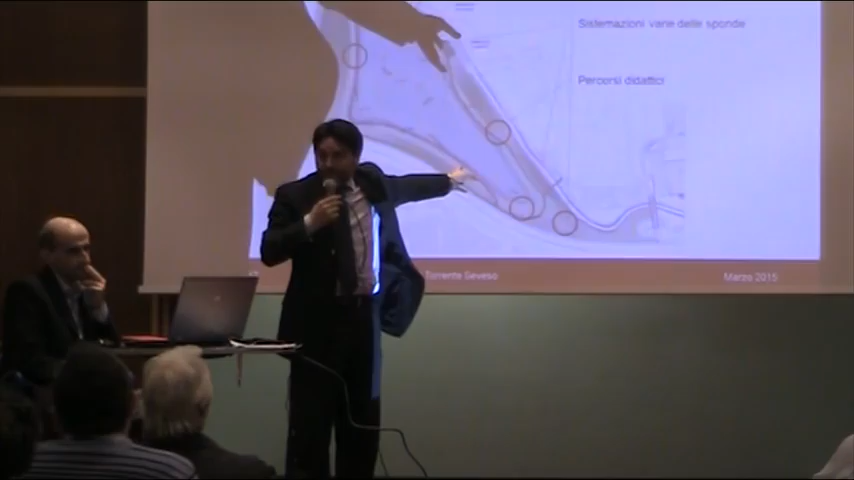 Sistemazioni varie delle sponde
Percorsi didattici
Torrente Seveso
Marzo 2015